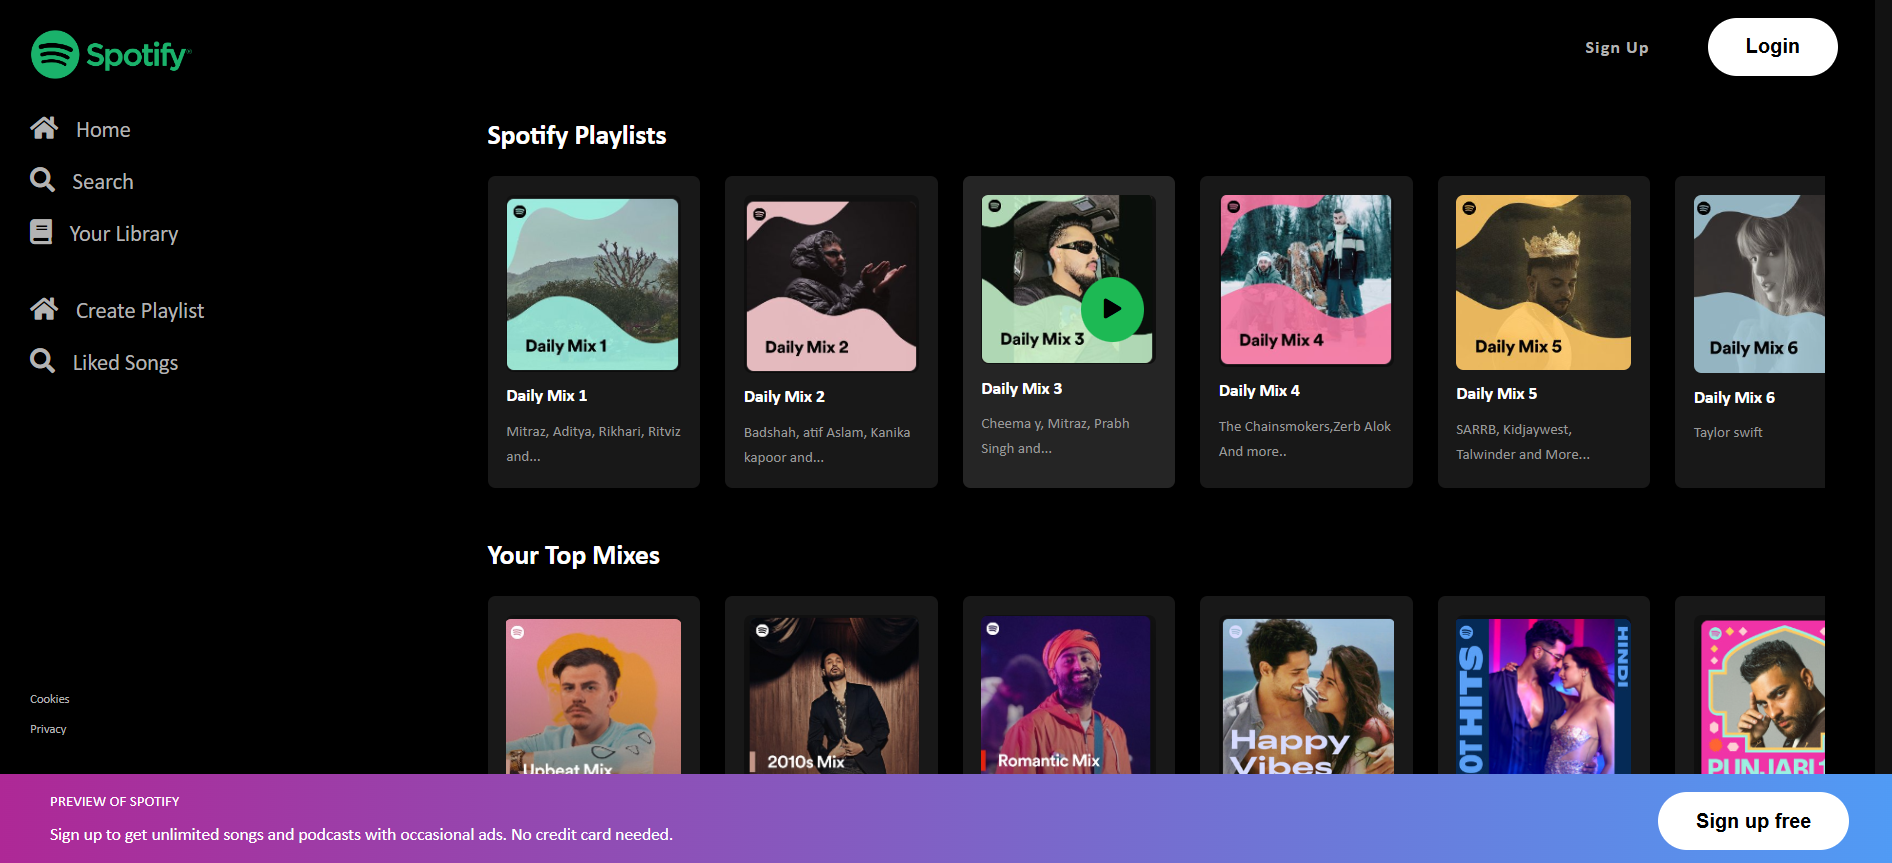 Spotify
Sign Up
Login
Home
Search
Your Library
Create Playlist
Liked Songs
Cookies
Privacy
Spotify Playlists
Daily Mix 1
Daily Mix 2
Daily Mix 3
Daily Mix 4
Daily Mix 5
Daily Mix 6
Daily Mix 1
Mitraz, Aditya, Rikhari, Ritviz
and...
Daily Mix 2
Badshah, atif Aslam, Kanika
kapoor and...
Daily Mix 3
Cheema y, Mitraz, Prabh
Singh and...
Daily Mix 4
The Chainsmokers,Zerb Alok
And more..
Daily Mix 5
SARRB, Kidjaywest,
Talwinder and More...
Daily Mix 6
Taylor swift
Your Top Mixes
Upbeat Mix
2010s Mix
Romantic Mix
Happy
Vibes
HITS
HINDI
PUNJABI
PREVIEW OF SPOTIFY
Sign up to get unlimited songs and podcasts with occasional ads. No credit card needed.
Sign up free